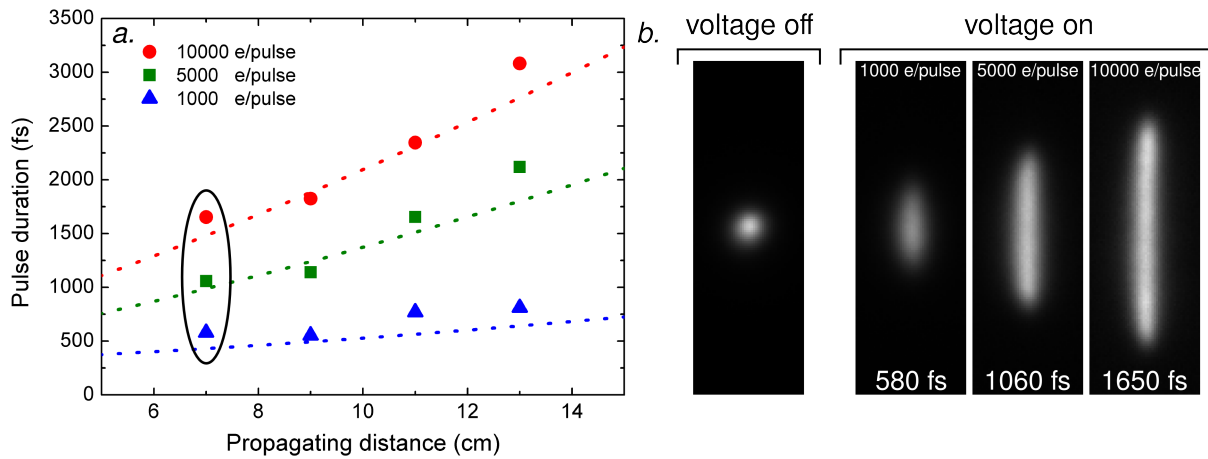 a.
10000 e/pulse
5000 e/pulse
1000 e/pulse
3500
3000
2500
2000
1500
1000
500
0
Pulse duration (fs)
6 8 10 12 14
Propagating distance (cm)
b.
voltage off
voltage on
1000 e/pulse 5000 e/pulse 10000 e/pulse
580 fs 1060 fs 1650 fs